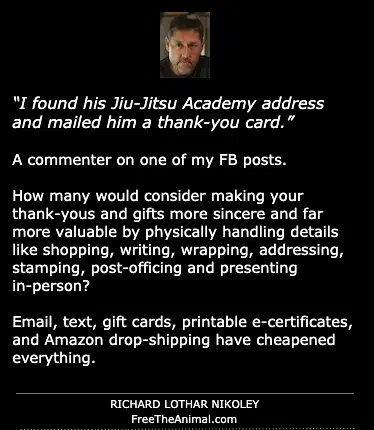 “I found his Jiu-Jitsu Academy address
and mailed him a thank-you card.”
A commenter on one of my FB posts.
How many would consider making your
thank-yous and gifts more sincere and far
more valuable by physically handling details
like shopping, writing, wrapping, addressing,
stamping, post-officing and presenting
in-person?
Email, text, gift cards, printable e-certificates,
and Amazon drop-shipping have cheapened
everything.
RICHARD LOTHAR NIKOLEY
FreeTheAnimal.com